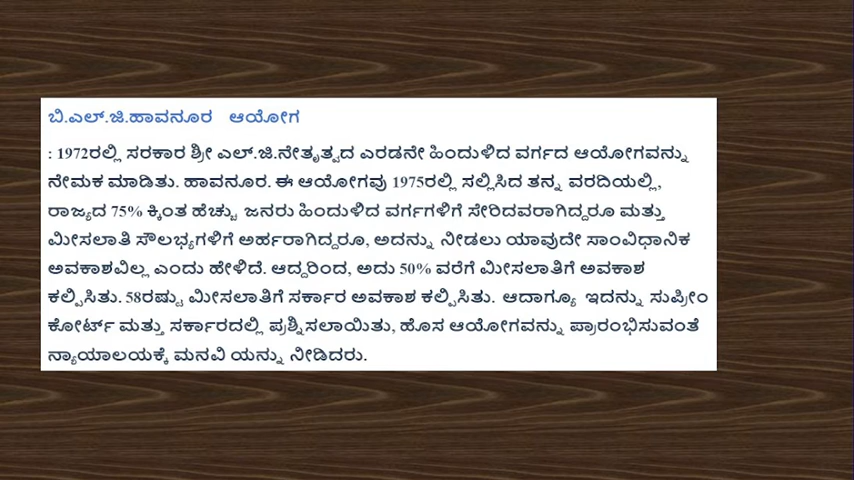 ಬಿ.ಎಲ್.ಜಿ.ಹಾವನೂರ ಆಯೋಗ
: 1972ರಲ್ಲಿ ಸರಕಾರ ಶ್ರೀ ಎಲ್.ಜಿ.ನೇತೃತ್ವದ ಎರಡನೇ ಹಿಂದುಳಿದ ವರ್ಗದ ಆಯೋಗವನ್ನು
ನೇಮಕ ಮಾಡಿತು. ಹಾವನೂರ. ಈ ಆಯೋಗವು 1975ರಲ್ಲಿ ಸಲ್ಲಿಸಿದ ತನ್ನ ವರದಿಯಲ್ಲಿ,
ರಾಜ್ಯದ 75% ಕ್ಕಿಂತ ಹೆಚ್ಚು ಜನರು ಹಿಂದುಳಿದ ವರ್ಗಗಳಿಗೆ ಸೇರಿದವರಾಗಿದ್ದರೂ ಮತ್ತು
ಮೀಸಲಾತಿ ಸೌಲಭ್ಯಗಳಿಗೆ ಅರ್ಹರಾಗಿದ್ದರೂ, ಅದನ್ನು ನೀಡಲು ಯಾವುದೇ ಸಾಂವಿಧಾನಿಕ
ಅವಕಾಶವಿಲ್ಲ ಎಂದು ಹೇಳಿದೆ. ಆದ್ದರಿಂದ, ಅದು 50% ವರೆಗೆ ಮೀಸಲಾತಿಗೆ ಅವಕಾಶ
ಕಲ್ಪಿಸಿತು. 58ರಷ್ಟು ಮೀಸಲಾತಿಗೆ ಸರ್ಕಾರ ಅವಕಾಶ ಕಲ್ಪಿಸಿತು. ಆದಾಗ್ಯೂ ಇದನ್ನು ಸುಪ್ರೀಂ
ಕೋರ್ಟ್ ಮತ್ತು ಸರ್ಕಾರದಲ್ಲಿ ಪ್ರಶ್ನಿಸಲಾಯಿತು, ಹೊಸ ಆಯೋಗವನ್ನು ಪ್ರಾರಂಭಿಸುವಂತೆ
ನ್ಯಾಯಾಲಯಕ್ಕೆ ಮನವಿ ಯನ್ನು ನೀಡಿದರು.